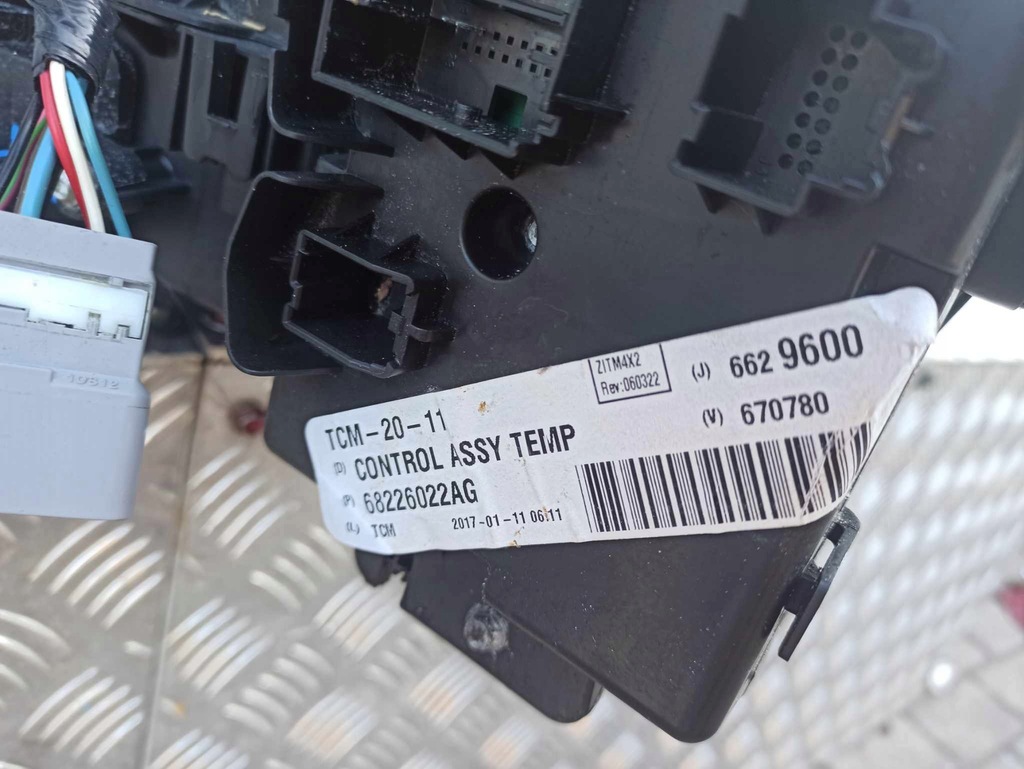 10S12
ZITM4X2
Rev:060322
(J) 662 9600
(V) 670780
TCM-20-11
(D) CONTROL ASSY TEMP
(P) 68226022AG
(L) TCM 2017-01-11 06:11